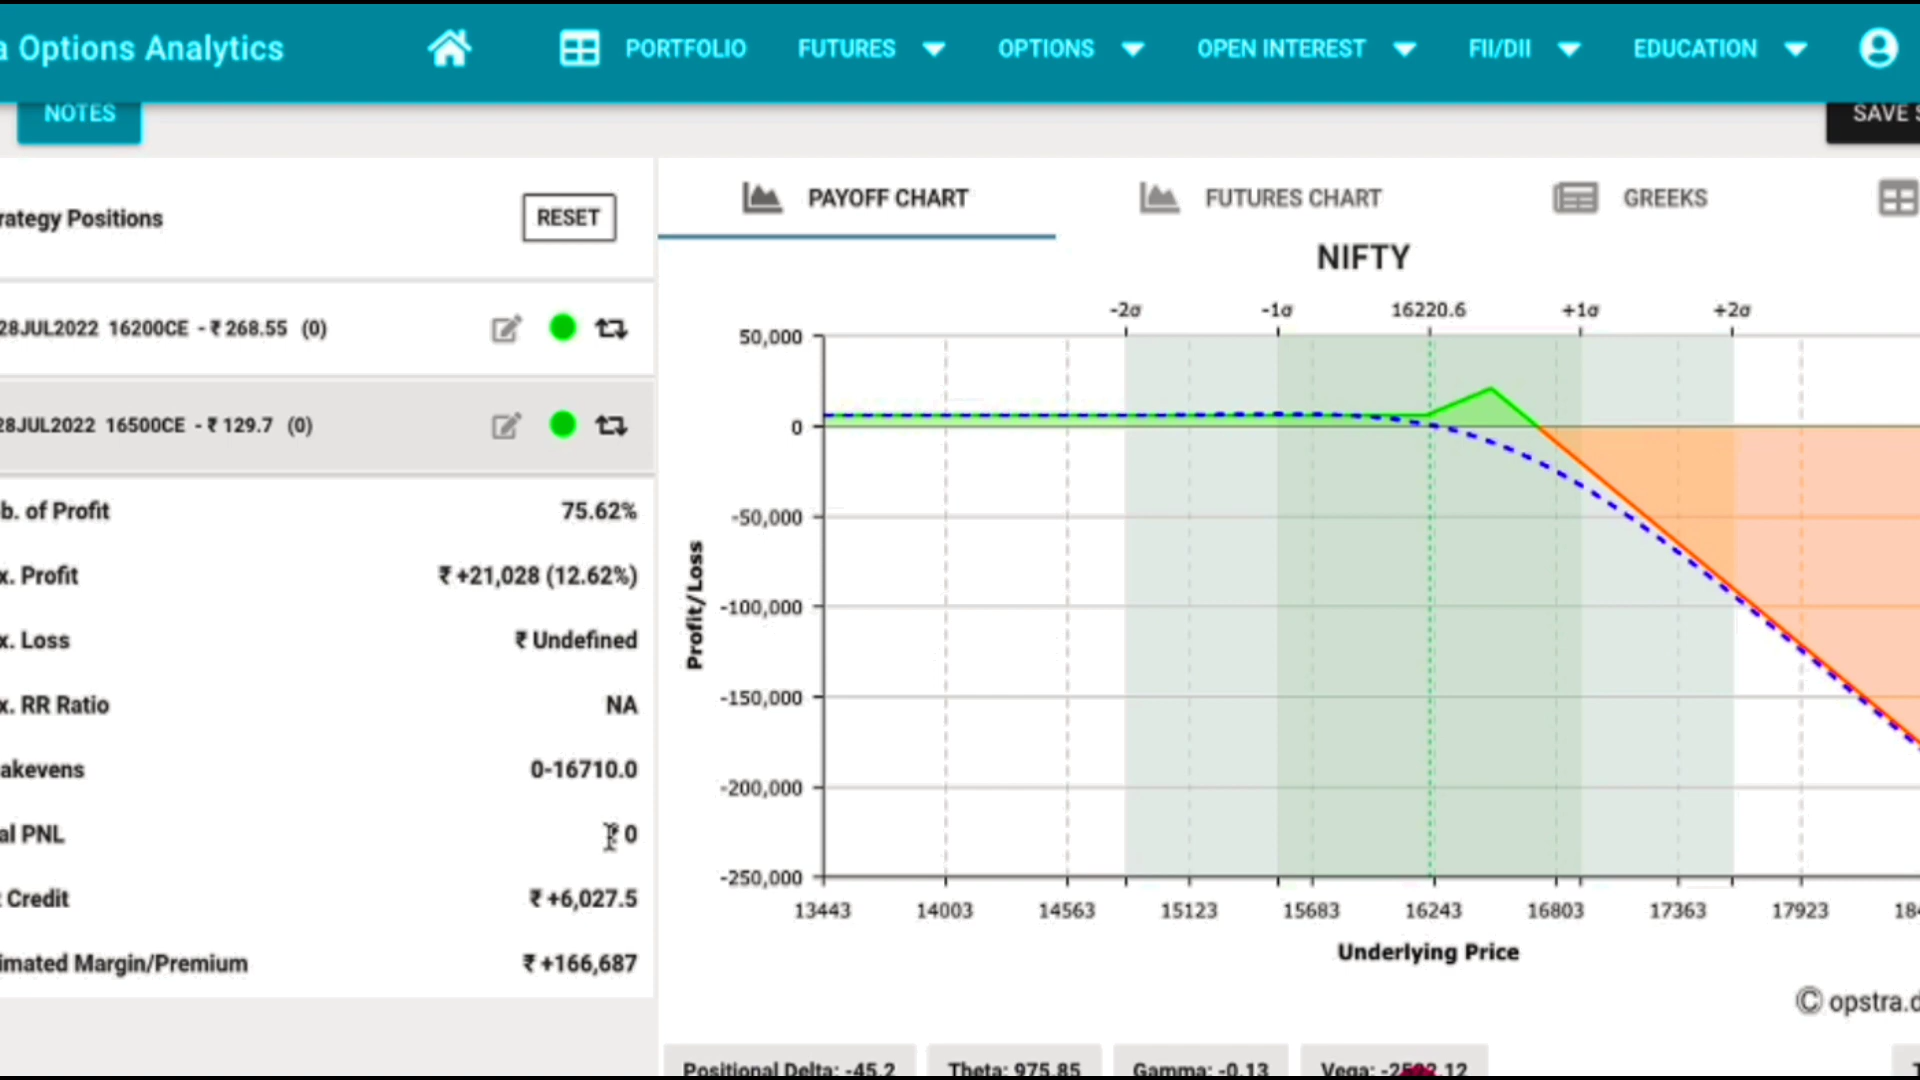 a Options Analytics
PORTFOLIO
FUTURES
OPTIONS
OPEN INTEREST
FII/DII
EDUCATION
NOTES
SAVE S
rategy Positions
RESET
28JUL2022 16200CE - ₹ 268.55 (0)
28JUL2022 16500CE - ₹ 129.7 (0)
b. of Profit 75.62%
x. Profit ₹ +21,028 (12.62%)
x. Loss ₹ Undefined
x. RR Ratio NA
akevens 0-16710.0
al PNL ₹ 0
t Credit ₹ +6,027.5
imated Margin/Premium ₹ +166,687
PAYOFF CHART
FUTURES CHART
GREEKS
NIFTY
-2σ -1σ 16220.6 +1σ +2σ
50,000
0
-50,000
-100,000
-150,000
-200,000
-250,000
Profit/Loss
13443 14003 14563 15123 15683 16243 16803 17363 17923 184
Underlying Price
© opstra.d
Positional Delta: -45.2
Theta: 975.85
Gamma: -0.13